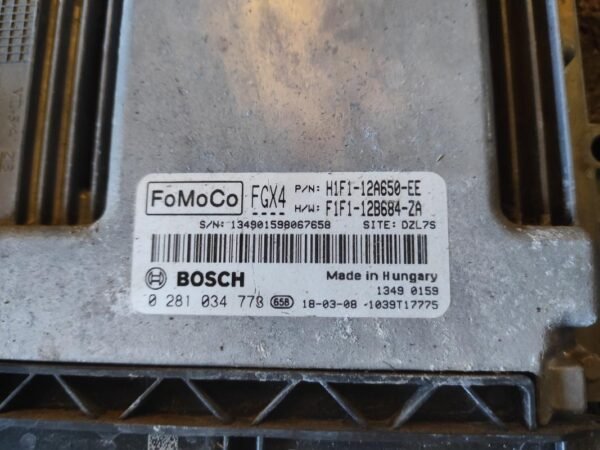 FoMoCo FGX4 P/N: H1F1-12A650-EE
H/W: F1F1-12B684-ZA
S/N: 134901598067658 SITE: DZL7S
BOSCH Made in Hungary
1349 0159
0 281 034 773 658 18-03-08 -1039T17775